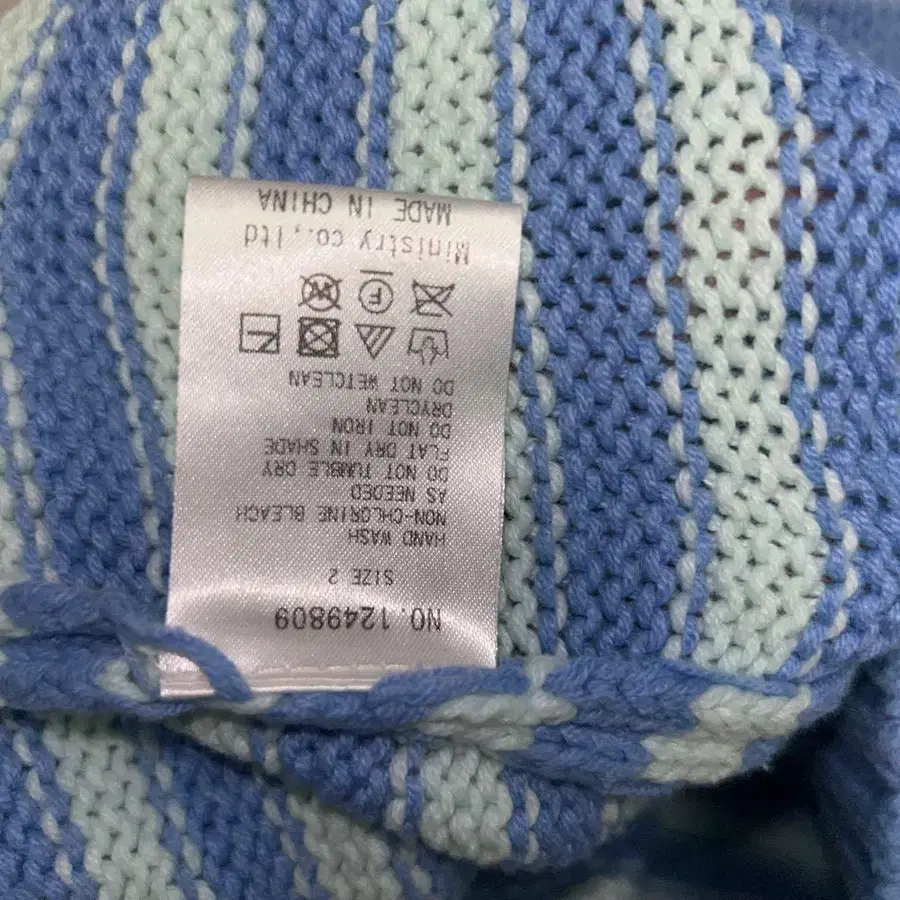 NO.1249809
SIZE 2
HAND WASH
NON-CHLORINE BLEACH
AS NEEDED
DO NOT TUMBLE DRY
FLAT DRY IN SHADE
DO NOT IRON
DRYCLEAN
DO NOT WETCLEAN
F W
Ministry co.,ltd
MADE IN CHINA